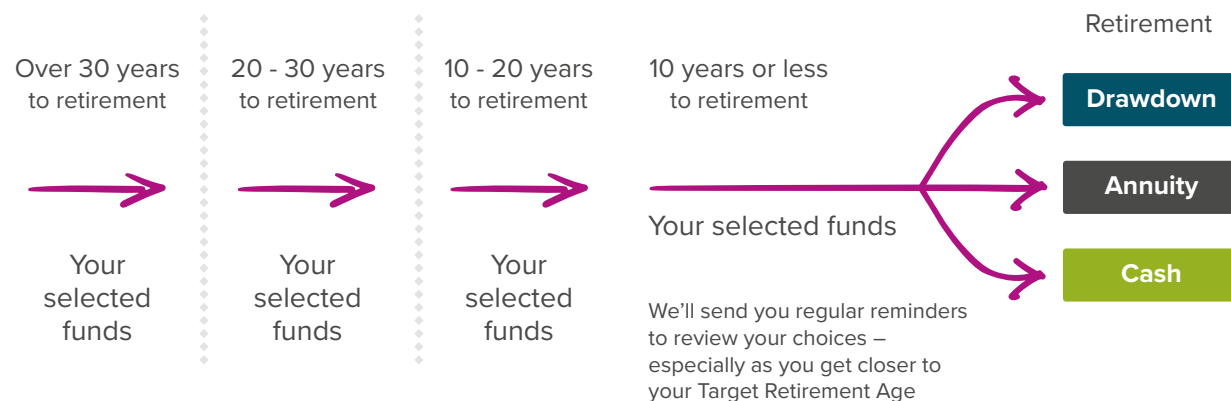 Over 30 years
to retirement
Your
selected
funds
20 - 30 years
to retirement
Your
selected
funds
10 - 20 years
to retirement
Your
selected
funds
10 years or less
to retirement
Your selected funds
We’ll send you regular reminders
to review your choices –
especially as you get closer to
your Target Retirement Age
Retirement
Drawdown
Annuity
Cash